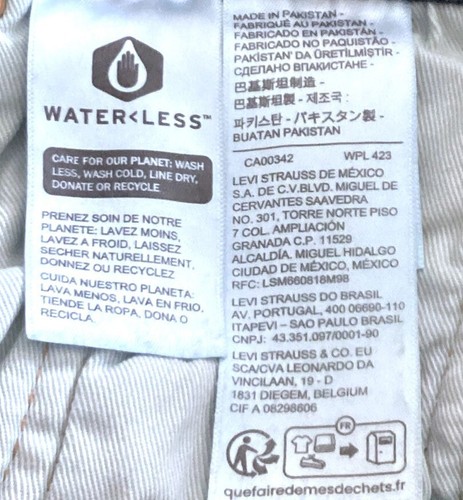 WATER<LESS™
CARE FOR OUR PLANET: WASH
LESS, WASH COLD, LINE DRY,
DONATE OR RECYCLE
PRENEZ SOIN DE NOTRE
PLANETE: LAVEZ MOINS,
LAVEZ A FROID, LAISSEZ
SECHER NATURELLEMENT,
DONNEZ OU RECYCLEZ
CUIDA NUESTRO PLANETA:
LAVA MENOS, LAVA EN FRIO,
TIENDE LA ROPA, DONA O
RECICLA.
MADE IN PAKISTAN -
FABRIQUÉ AU PAKISTAN -
FABRICADO EN PAKISTÁN -
FABRICADO NO PAQUISTÃO -
PAKİSTAN' DA ÜRETİLMİŞTİR -
СДЕЛАНО ВПАКИСТАНЕ -
巴基斯坦制造 -
巴基斯坦製 - 제조국 :
파키스탄 - パキスタン製 -
BUATAN PAKISTAN
CA00342 WPL 423
LEVI STRAUSS DE MÉXICO
S.A. DE C.V.BLVD. MIGUEL DE
CERVANTES SAAVEDRA
NO. 301, TORRE NORTE PISO
7 COL. AMPLIACIÓN
GRANADA C.P. 11529
ALCALDÍA. MIGUEL HIDALGO
CIUDAD DE MÉXICO, MÉXICO
RFC: LSM660818M98
LEVI STRAUSS DO BRASIL
AV. PORTUGAL, 400 06690-110
ITAPEVI – SAO PAULO BRASIL
CNPJ: 43.351.097/0001-90
LEVI STRAUSS & CO. EU
SCA/CVA LEONARDO DA
VINCILAAN, 19 - D
1831 DIEGEM, BELGIUM
CIF A 08298606
FR
quefairedemesdechets.fr